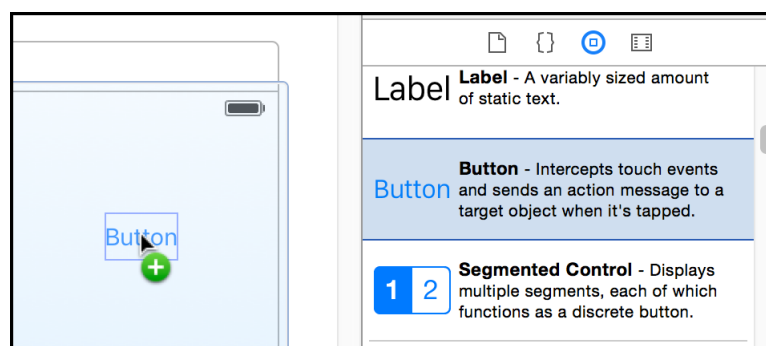 {}
Label
Label - A variably sized amount
of static text.
Button
Button
Button - Intercepts touch events
and sends an action message to a
target object when it's tapped.
1 2
Segmented Control - Displays
multiple segments, each of which
functions as a discrete button.